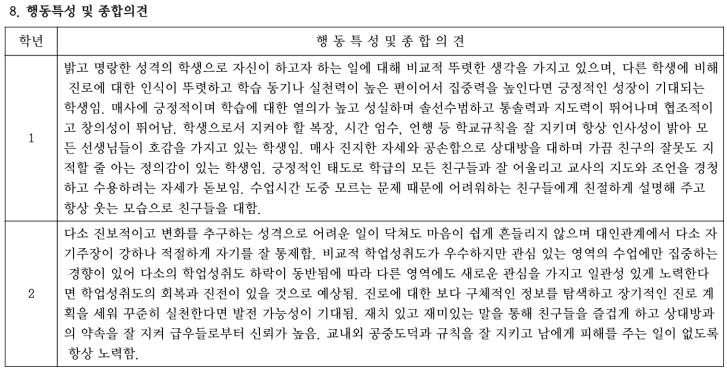 8. 행동특성 및 종합의견
학년
행 동 특 성 및 종 합 의 견
1
밝고 명랑한 성격의 학생으로 자신이 하고자 하는 일에 대해 비교적 뚜렷한 생각을 가지고 있으며, 다른 학생에 비해
진로에 대한 인식이 뚜렷하고 학습 동기나 실천력이 높은 편이어서 집중력을 높인다면 긍정적인 성장이 기대되는
학생임. 매사에 긍정적이며 학습에 대한 열의가 높고 성실하며 솔선수범하고 통솔력과 지도력이 뛰어나며 협조적이
고 창의성이 뛰어남. 학생으로서 지켜야 할 복장, 시간 엄수, 언행 등 학교규칙을 잘 지키며 항상 인사성이 밝아 모
든 선생님들이 호감을 가지고 있는 학생임. 매사 진지한 자세와 공손함으로 상대방을 대하며 가끔 친구의 잘못도 지
적할 줄 아는 정의감이 있는 학생임. 긍정적인 태도로 학급의 모든 친구들과 잘 어울리고 교사의 지도와 조언을 경청
하고 수용하려는 자세가 돋보임. 수업시간 도중 모르는 문제 때문에 어려워하는 친구들에게 친절하게 설명해 주고
항상 웃는 모습으로 친구들을 대함.
2
다소 진보적이고 변화를 추구하는 성격으로 어려운 일이 닥쳐도 마음이 쉽게 흔들리지 않으며 대인관계에서 다소 자
기주장이 강하나 적절하게 자기를 잘 통제함. 비교적 학업성취도가 우수하지만 관심 있는 영역의 수업에만 집중하는
경향이 있어 다소의 학업성취도 하락이 동반됨에 따라 다른 영역에도 새로운 관심을 가지고 일관성 있게 노력한다
면 학업성취도의 회복과 진전이 있을 것으로 예상됨. 진로에 대한 보다 구체적인 정보를 탐색하고 장기적인 진로 계
획을 세워 꾸준히 실천한다면 발전 가능성이 기대됨. 재치 있고 재미있는 말을 통해 친구들을 즐겁게 하고 상대방과
의 약속을 잘 지켜 급우들로부터 신뢰가 높음. 교내외 공중도덕과 규칙을 잘 지키고 남에게 피해를 주는 일이 없도록
항상 노력함.